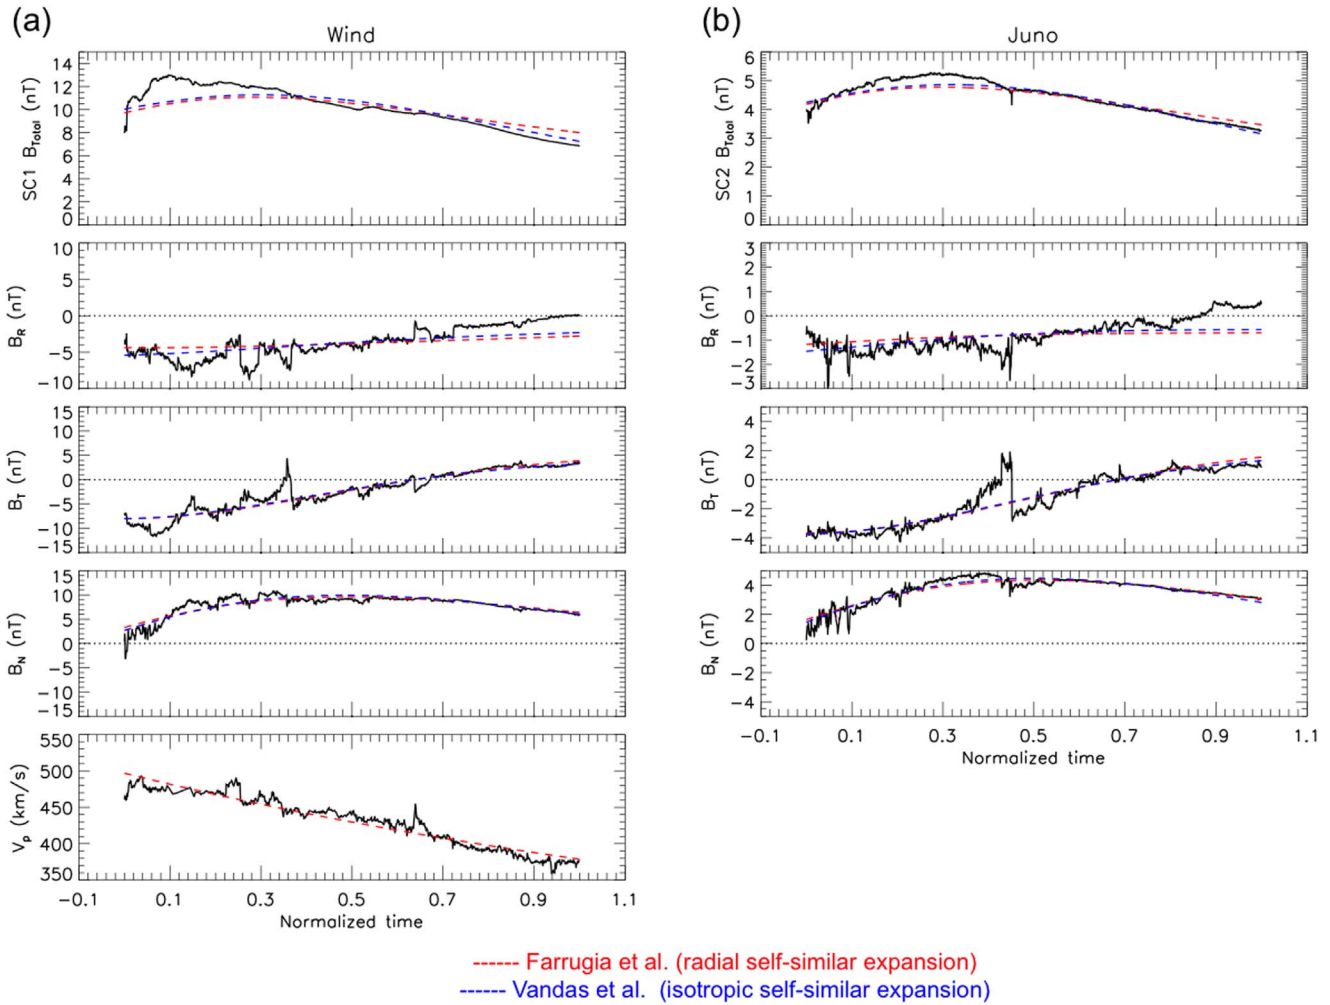 (a)
Wind
SC1 B_Total (nT)
14
12
10
8
6
4
2
0
B_R (nT)
10
5
0
−5
−10
B_T (nT)
15
10
5
0
−5
−10
−15
B_N (nT)
15
10
5
0
−5
−10
−15
V_p (km/s)
550
500
450
400
350
−0.1 0.1 0.3 0.5 0.7 0.9 1.1
Normalized time
(b)
Juno
SC2 B_Total (nT)
6
5
4
3
2
1
0
B_R (nT)
3
2
1
0
−1
−2
−3
B_T (nT)
4
2
0
−2
−4
B_N (nT)
4
2
0
−2
−4
−0.1 0.1 0.3 0.5 0.7 0.9 1.1
Normalized time
------ Farrugia et al. (radial self-similar expansion)
------ Vandas et al. (isotropic self-similar expansion)